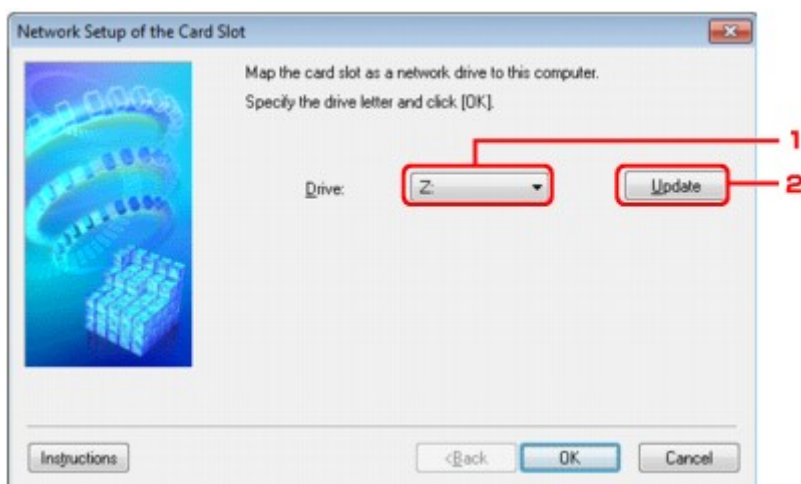 Network Setup of the Card Slot
Map the card slot as a network drive to this computer.
Specify the drive letter and click [OK].
1
Drive:
Z:
Update
2
Instructions
<Back
OK
Cancel